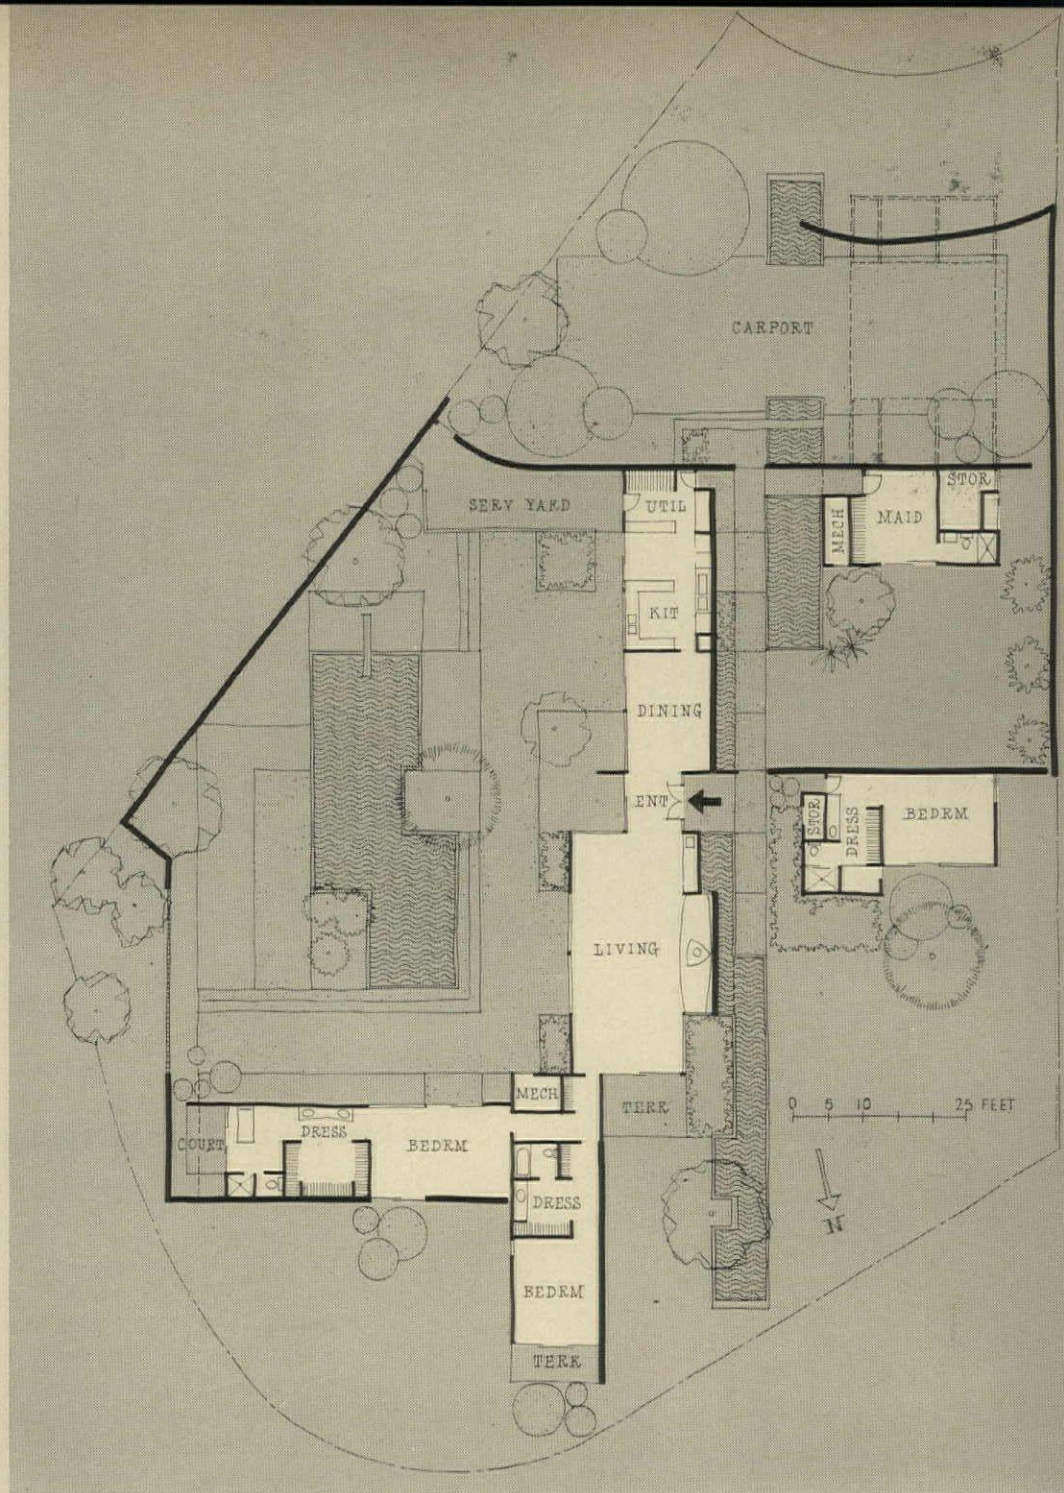 CARPORT
SERV YARD
UTIL
STOR
MECH
MAID
KIT
DINING
ENT
STOR
DRESS
BEDRM
LIVING
MECH
TERR
0 5 10 25 FEET
COURT
DRESS
BEDRM
DRESS
N
BEDRM
TERR